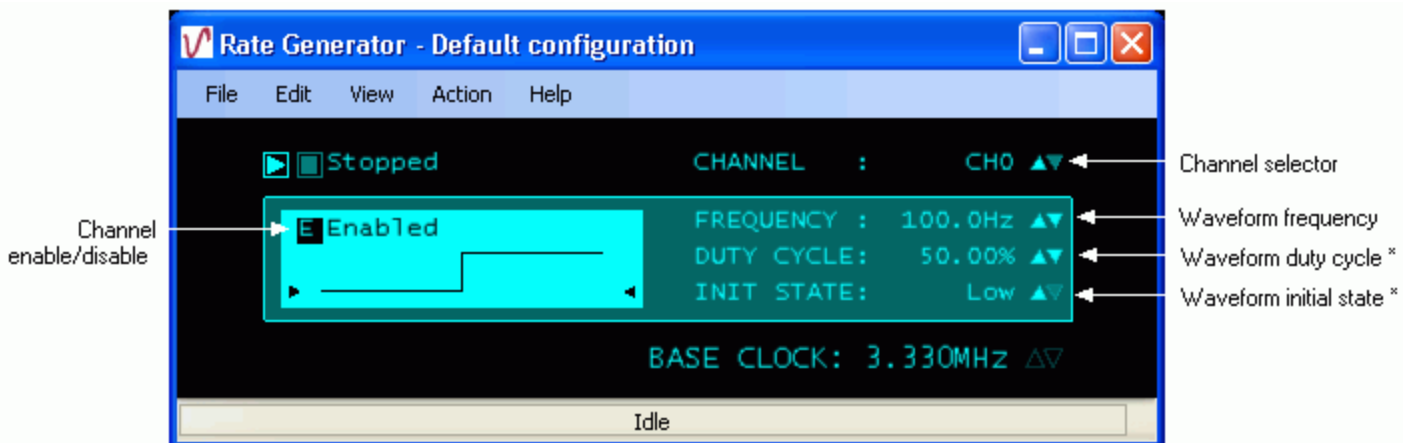 Rate Generator - Default configuration
File Edit View Action Help
Stopped
CHANNEL : CH0
Channel selector
Channel enable/disable
E Enabled
FREQUENCY : 100.0Hz
Waveform frequency
DUTY CYCLE: 50.00%
Waveform duty cycle *
INIT STATE: Low
Waveform initial state *
BASE CLOCK: 3.330MHz
Idle